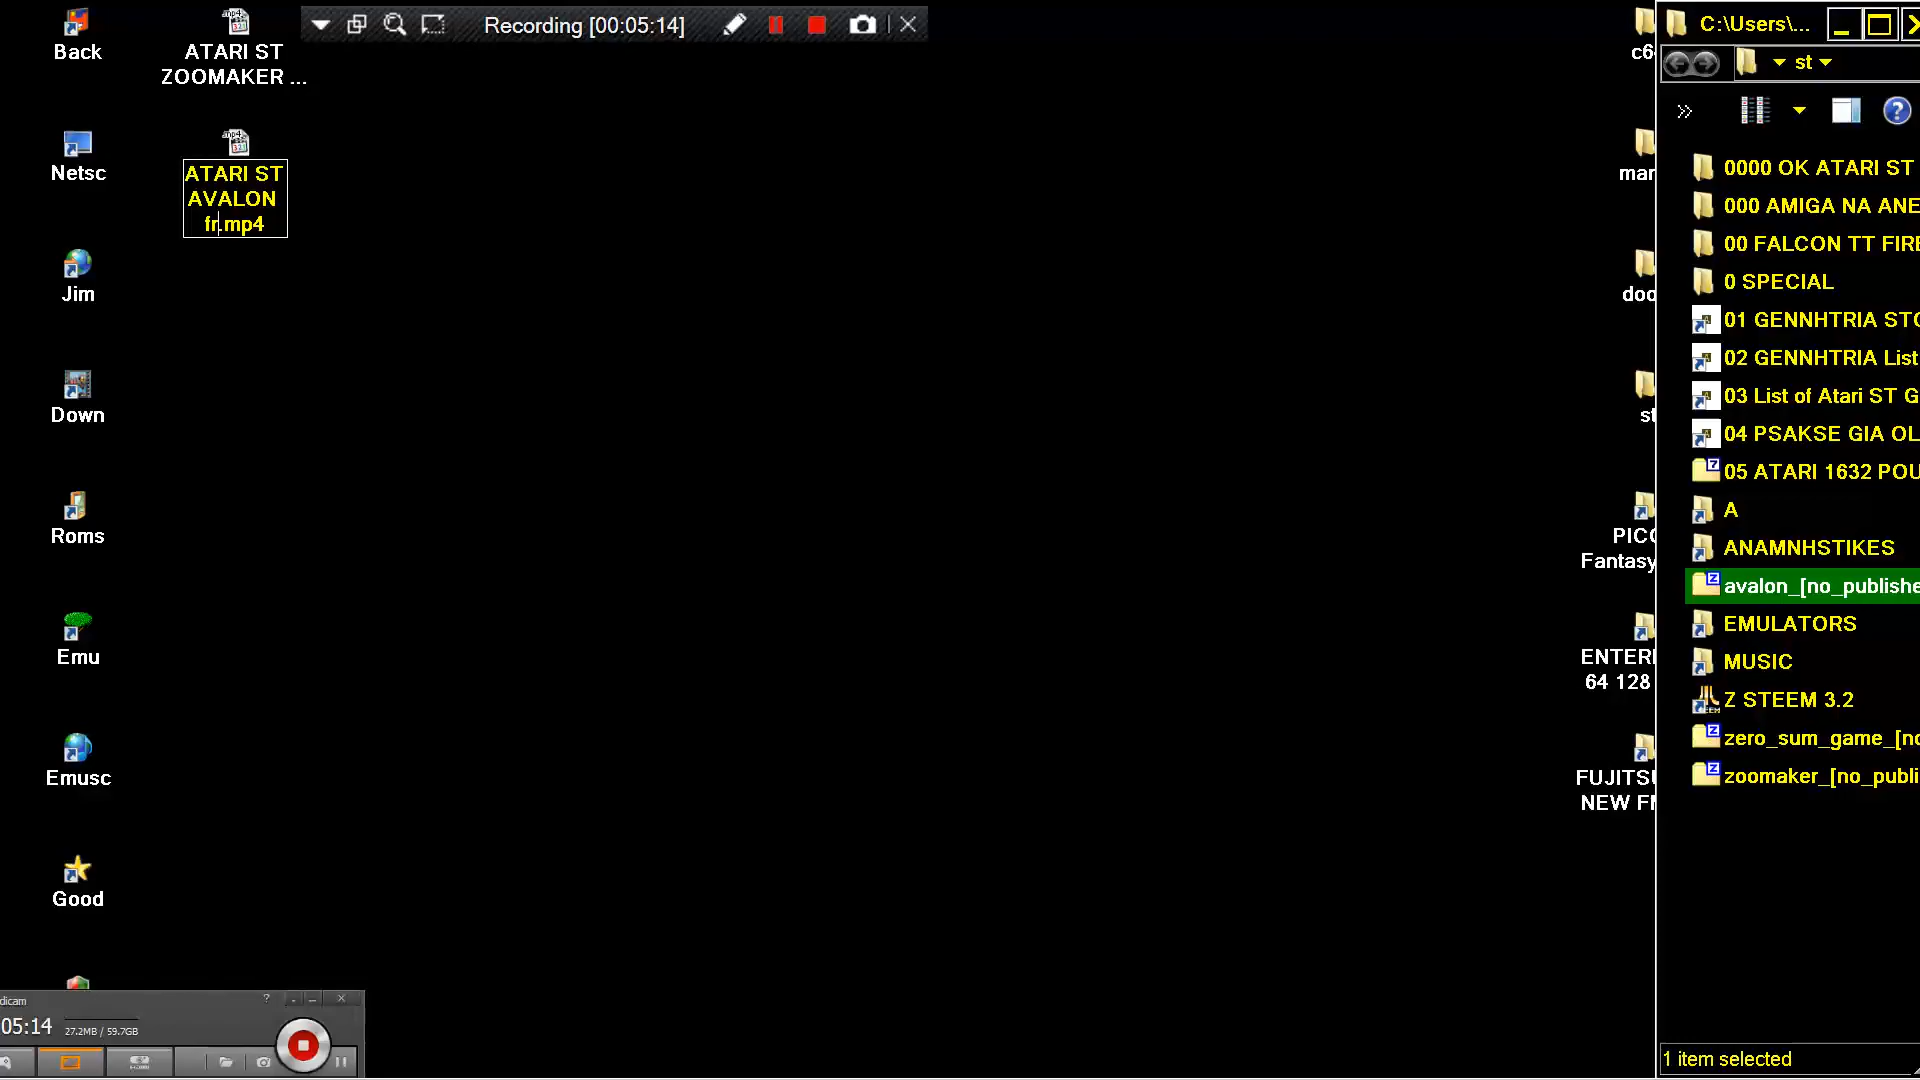 Back
Netsc
Jim
Down
Roms
Emu
Emusc
Good
ATARI ST
ZOOMAKER ...
ATARI ST
AVALON
fr.mp4
Recording [00:05:14]
dicam
?
05:14
27.2MB / 59.7GB
c6
mar
doo
st
PIC
Fantasy
ENTER
64 128
FUJITS
NEW F
C:\Users\...
st
»
?
0000 OK ATARI ST
000 AMIGA NA ANE
00 FALCON TT FIRE
0 SPECIAL
01 GENNHTRIA STO
02 GENNHTRIA List
03 List of Atari ST G
04 PSAKSE GIA OL
05 ATARI 1632 POU
A
ANAMNHSTIKES
avalon_[no_publishe
EMULATORS
MUSIC
Z STEEM 3.2
zero_sum_game_[no
zoomaker_[no_publi
1 item selected